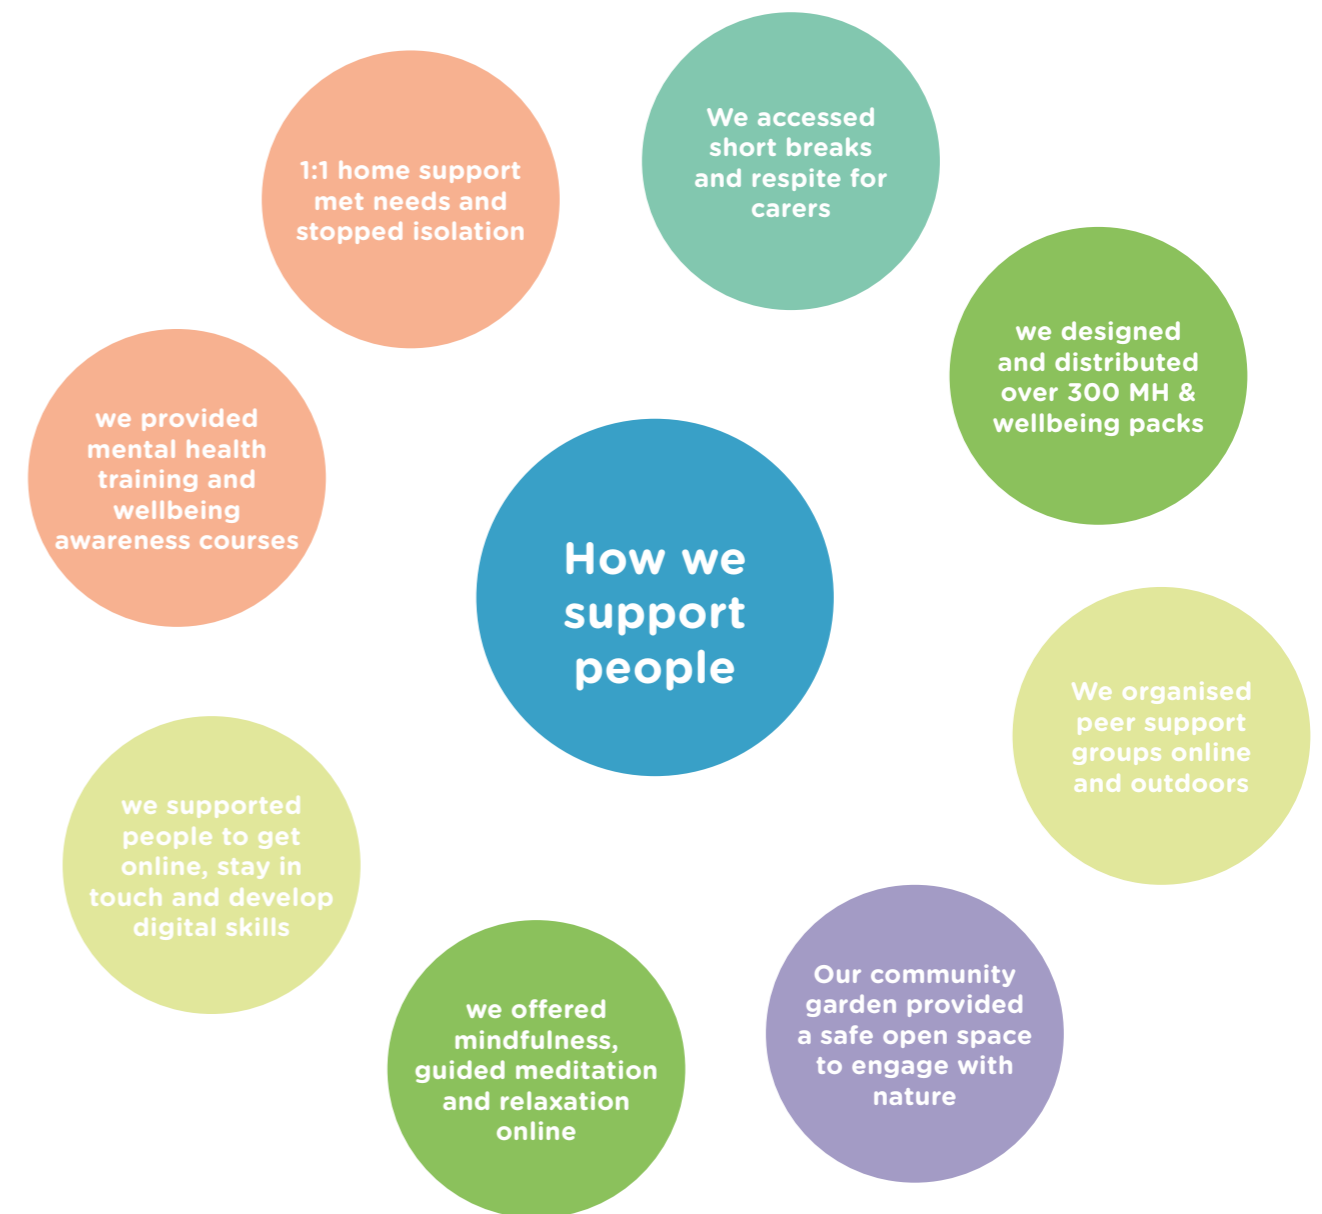 How we
support
people
We accessed
short breaks
and respite for
carers
we designed
and distributed
over 300 MH &
wellbeing packs
We organised
peer support
groups online
and outdoors
Our community
garden provided
a safe open space
to engage with
nature
we offered
mindfulness,
guided meditation
and relaxation
online
we supported
people to get
online, stay in
touch and develop
digital skills
we provided
mental health
training and
wellbeing
awareness courses
1:1 home support
met needs and
stopped isolation